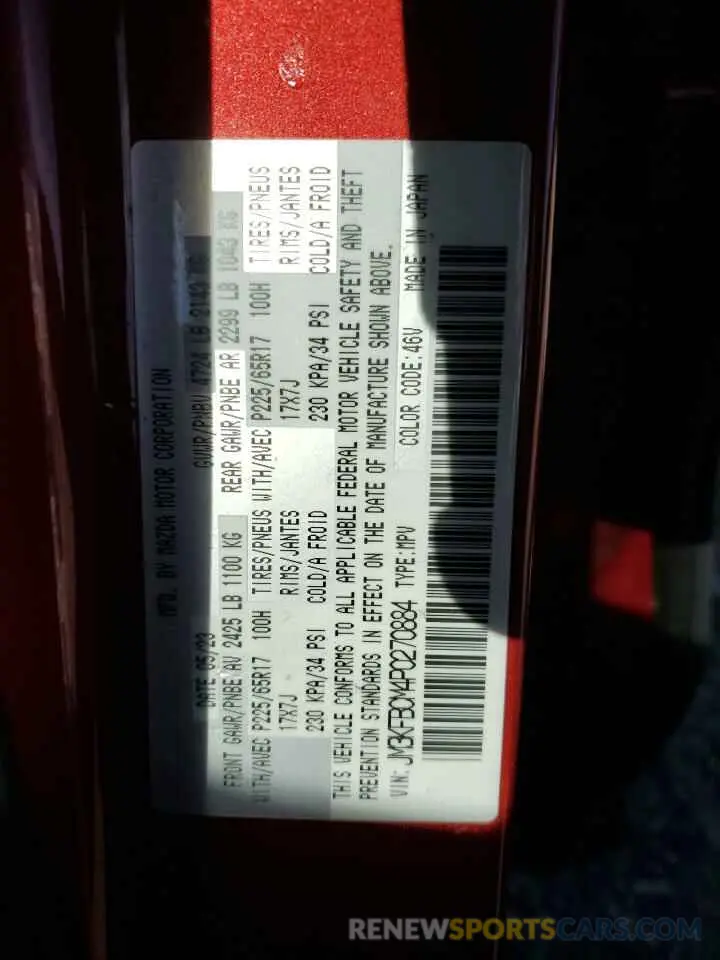 MFD. BY MAZDA MOTOR CORPORATION
DATE 05/23 GVWR/PNBV 4724 LB 2143 KG
FRONT GAWR/PNBE AV 2425 LB 1100 KG REAR GAWR/PNBE AR 2299 LB 1043 KG
WITH/AVEC P225/65R17 100H TIRES/PNEUS WITH/AVEC P225/65R17 100H TIRES/PNEUS
17X7J RIMS/JANTES 17X7J RIMS/JANTES
230 KPA/34 PSI COLD/A FROID 230 KPA/34 PSI COLD/A FROID
THIS VEHICLE CONFORMS TO ALL APPLICABLE FEDERAL MOTOR VEHICLE SAFETY AND THEFT
PREVENTION STANDARDS IN EFFECT ON THE DATE OF MANUFACTURE SHOWN ABOVE.
VIN: JM3KFBCM4P0270884 TYPE:MPV COLOR CODE:46V MADE IN JAPAN
RENEWSPORTSCARS.COM